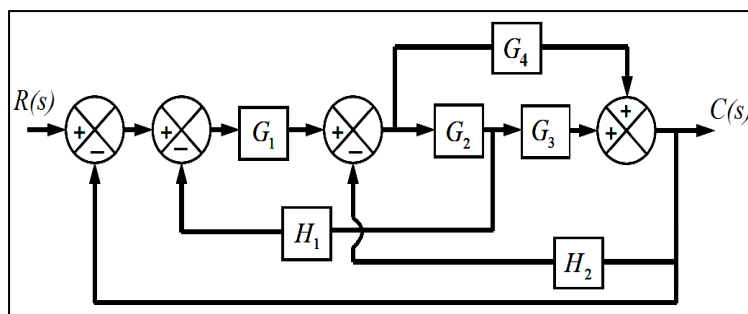 G₄
R(s)
C(s)
+
+
+
+
+
G₁
G₂
G₃
−
−
−
H₁
H₂